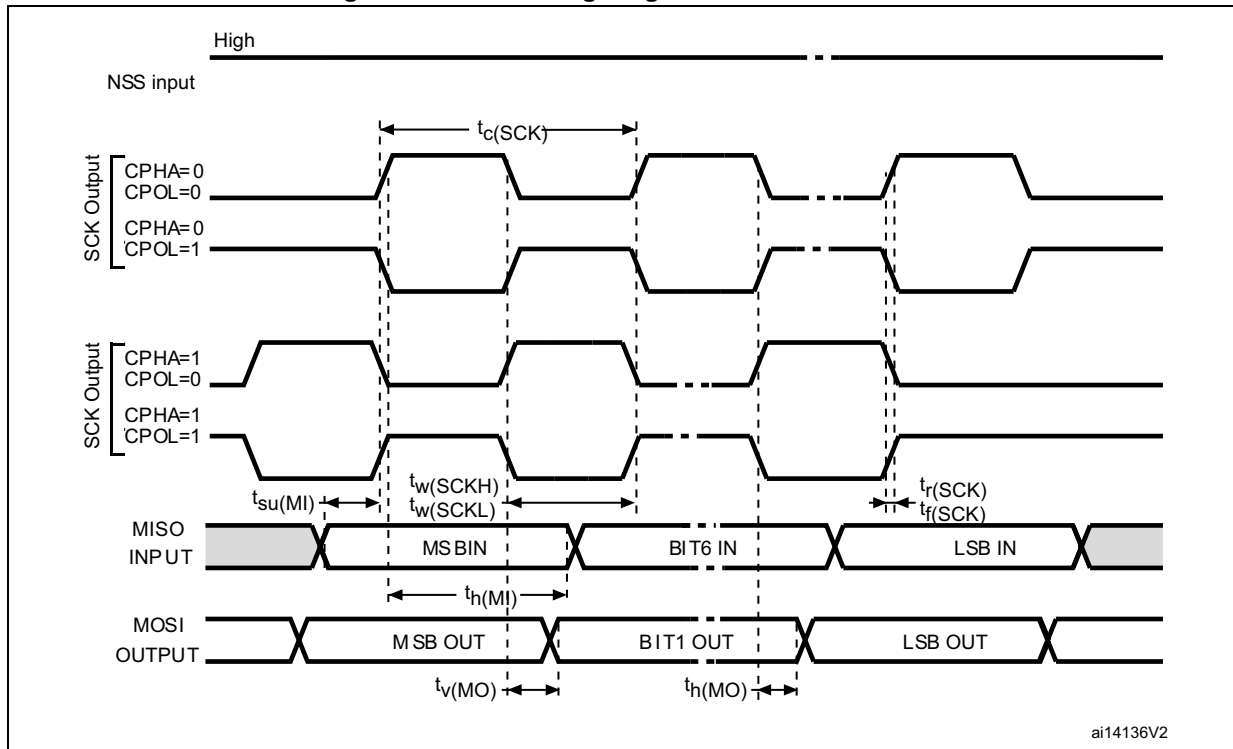 High
NSS input
tc(SCK)
SCK Output
CPHA=0
CPOL=0
CPHA=0
CPOL=1
SCK Output
CPHA=1
CPOL=0
CPHA=1
CPOL=1
tsu(MI)
tw(SCKH)
tw(SCKL)
tr(SCK)
tf(SCK)
MISO
INPUT
MSBIN
BIT6 IN
LSB IN
th(MI)
MOSI
OUTPUT
MSB OUT
BIT1 OUT
LSB OUT
tv(MO)
th(MO)
ai14136V2